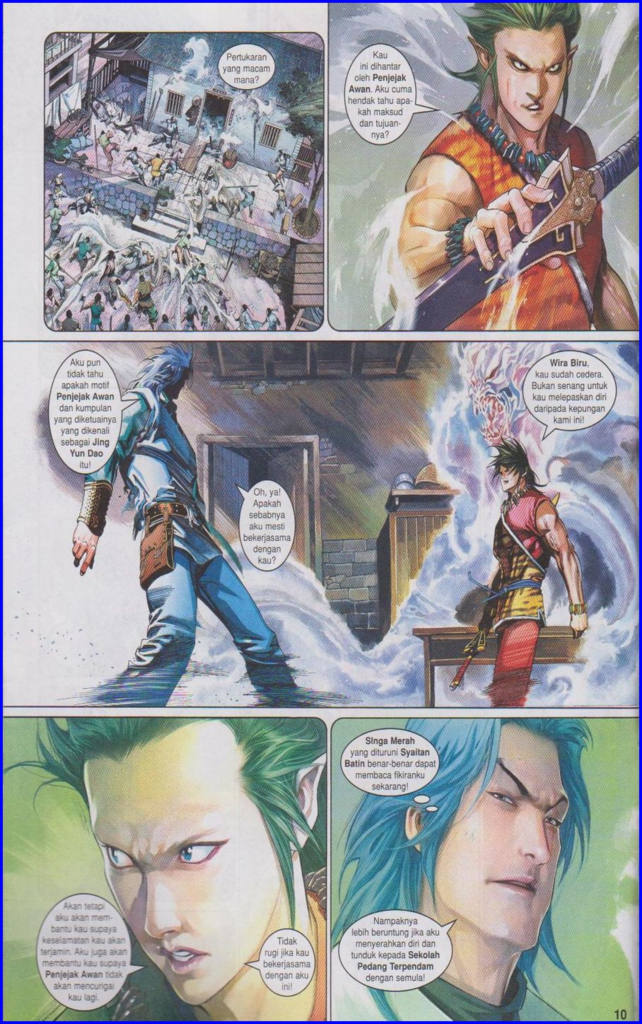 Pertukaran
yang macam
mana?
Kau
ini dihantar
oleh Penjejak
Awan. Aku cuma
hendak tahu apa-
kah maksud
dan tujuan-
nya?
Aku pun
tidak tahu
apakah motif
Penjejak Awan
dan kumpulan
yang diketuainya
yang dikenali
sebagai Jing
Yun Dao
itu!
Oh, ya!
Apakah
sebabnya
aku mesti
bekerjasama
dengan
kau?
Wira Biru,
kau sudah cedera.
Bukan senang untuk
kau melepaskan diri
daripada kepungan
kami ini!
Akan tetapi
aku akan mem-
bantu kau supaya
keselamatan kau akan
terjamin. Aku juga akan
membantu kau supaya
Penjejak Awan tidak
akan mencurigai
kau lagi.
Tidak
rugi jika kau
bekerjasama
dengan aku
ini!
SInga Merah
yang dituruni Syaitan
Batin benar-benar dapat
membaca fikiranku
sekarang!
Nampaknya
lebih beruntung jika aku
menyerahkan diri dan
tunduk kepada Sekolah
Pedang Terpendam
dengan semula!
10